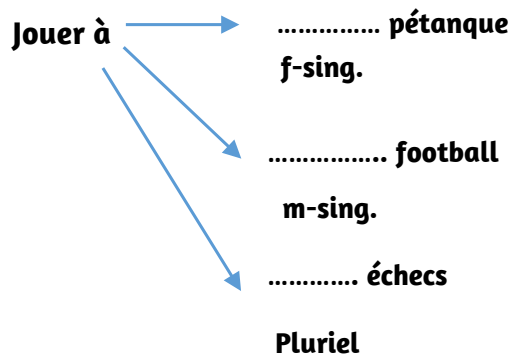 Jouer à
…………… pétanque
f-sing.
…………….. football
m-sing.
…………. échecs
Pluriel